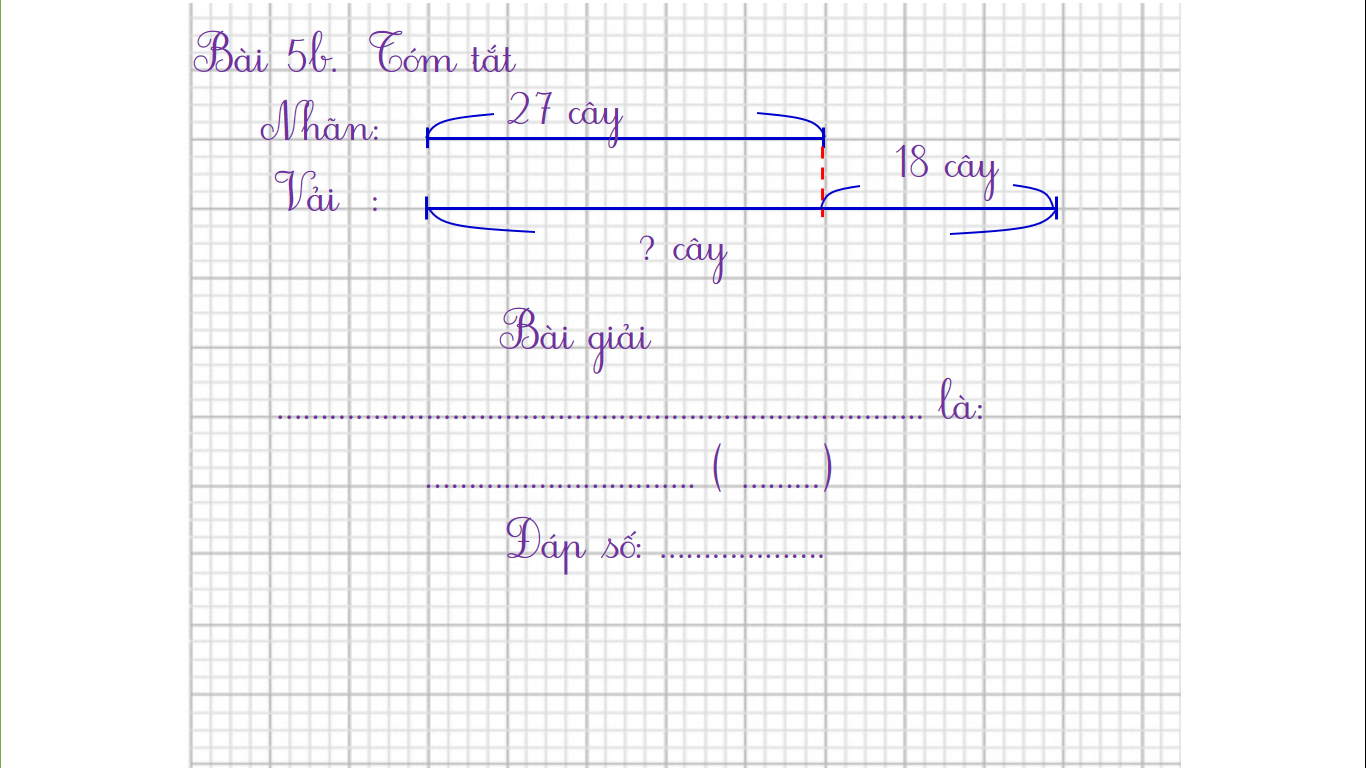 Bài 5b. Tóm tắt
27 cây
Nhãn:
18 cây
Vải :
? cây
Bài giải
.......................................................................... là:
............................... ( .........)
Đáp số: ...................